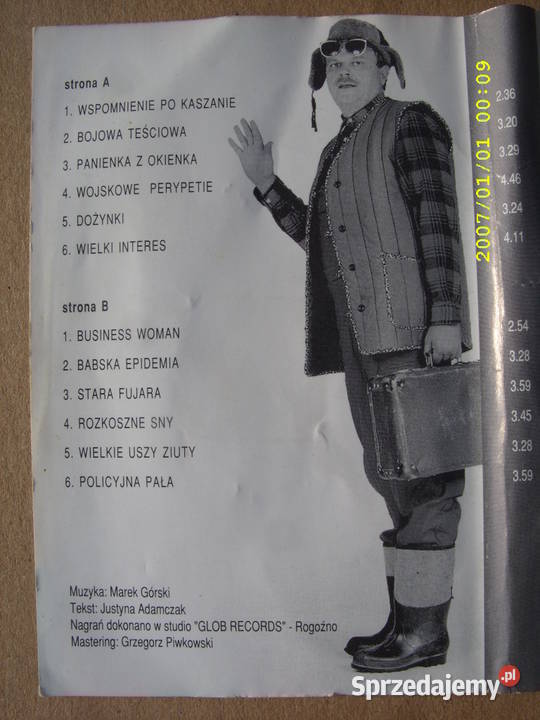 strona A
1. WSPOMNIENIE PO KASZANIE 2.36
2. BOJOWA TEŚCIOWA 3.20
3. PANIENKA Z OKIENKA 3.29
4. WOJSKOWE PERYPETIE 4.46
5. DOŻYNKI 3.24
6. WIELKI INTERES 4.11
strona B
1. BUSINESS WOMAN 2.54
2. BABSKA EPIDEMIA 3.28
3. STARA FUJARA 3.59
4. ROZKOSZNE SNY 3.45
5. WIELKIE USZY ZIUTY 3.28
6. POLICYJNA PAŁA 3.59
Muzyka: Marek Górski
Tekst: Justyna Adamczak
Nagrań dokonano w studio "GLOB RECORDS" - Rogoźno
Mastering: Grzegorz Piwkowski
2007/01/01 00:09
Sprzedajemy.pl